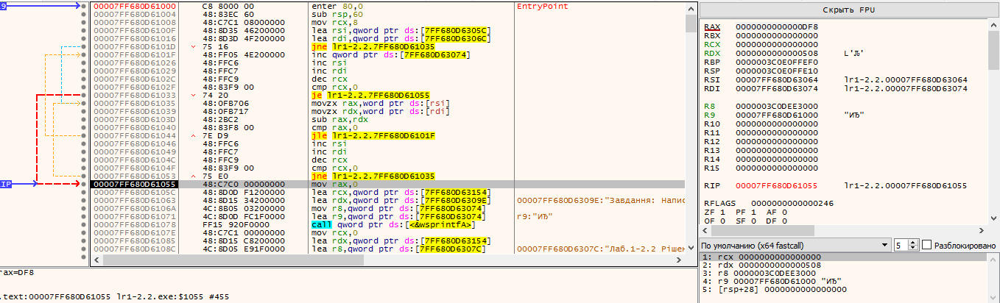 9
00007FF680D61000 C8 8000 00 enter 80,0 EntryPoint
00007FF680D61004 48:83EC 60 sub rsp,60
00007FF680D61008 48:C7C1 08000000 mov rcx,8
00007FF680D6100F 48:8D35 46200000 lea rsi,qword ptr ds:[7FF680D6305C]
00007FF680D61016 48:8D3D 4F200000 lea rdi,qword ptr ds:[7FF680D6306C]
00007FF680D6101D 75 16 jne lr1-2.2.7FF680D61035
00007FF680D6101F 48:FF05 4E200000 inc qword ptr ds:[7FF680D63074]
00007FF680D61026 48:FFC6 inc rsi
00007FF680D61029 48:FFC7 inc rdi
00007FF680D6102C 48:FFC9 dec rcx
00007FF680D6102F 48:83F9 00 cmp rcx,0
00007FF680D61033 74 20 je lr1-2.2.7FF680D61055
00007FF680D61035 48:0FB706 movzx rax,word ptr ds:[rsi]
00007FF680D61039 48:0FB717 movzx rdx,word ptr ds:[rdi]
00007FF680D6103D 48:2BC2 sub rax,rdx
00007FF680D61040 48:83F8 00 cmp rax,0
00007FF680D61044 7E D9 jle lr1-2.2.7FF680D6101F
00007FF680D61046 48:FFC6 inc rsi
00007FF680D61049 48:FFC7 inc rdi
00007FF680D6104C 48:FFC9 dec rcx
00007FF680D6104F 48:83F9 00 cmp rcx,0
00007FF680D61053 75 E0 jne lr1-2.2.7FF680D61035
IP 00007FF680D61055 48:C7C0 00000000 mov rax,0
00007FF680D6105C 48:8D0D F1200000 lea rcx,qword ptr ds:[7FF680D63154]
00007FF680D61063 48:8D15 34200000 lea rdx,qword ptr ds:[7FF680D6309E] 00007FF680D6309E:"Завдання: Напис
00007FF680D6106A 4C:8B05 03200000 mov r8,qword ptr ds:[7FF680D63074]
00007FF680D61071 4C:8D0D FC1F0000 lea r9,qword ptr ds:[7FF680D63074] r9:"ИЂ"
00007FF680D61078 FF15 920F0000 call qword ptr ds:[<&wsprintfA>]
00007FF680D6107E 48:C7C1 00000000 mov rcx,0
00007FF680D61085 48:8D15 C8200000 lea rdx,qword ptr ds:[7FF680D63154]
00007FF680D6108C 4C:8D05 E91F0000 lea r8,qword ptr ds:[7FF680D6307C] 00007FF680D6307C:"Лаб.1-2.2 Рішен
rax=DF8
.text:00007FF680D61055 lr1-2.2.exe:$1055 #455
Скрыть FPU
RAX 0000000000000DF8
RBX 0000000000000000
RCX 0000000000000000
RDX 0000000000000508 L'Ԉ'
RBP 0000003C0E0FFEF0
RSP 0000003C0E0FFE10
RSI 00007FF680D63064 lr1-2.2.00007FF680D63064
RDI 00007FF680D63074 lr1-2.2.00007FF680D63074
R8 0000003C0DEE3000
R9 00007FF680D61000 "ИЂ"
R10 0000000000000000
R11 0000000000000000
R12 0000000000000000
R13 0000000000000000
R14 0000000000000000
R15 0000000000000000
RIP 00007FF680D61055 lr1-2.2.00007FF680D61055
RFLAGS 0000000000000246
ZF 1 PF 1 AF 0
OF 0 SF 0 DF 0
По умолчанию (x64 fastcall) 5 Разблокировано
1: rcx 0000000000000000
2: rdx 0000000000000508
3: r8 0000003C0DEE3000
4: r9 00007FF680D61000 "ИЂ"
5: [rsp+28] 0000000000000000